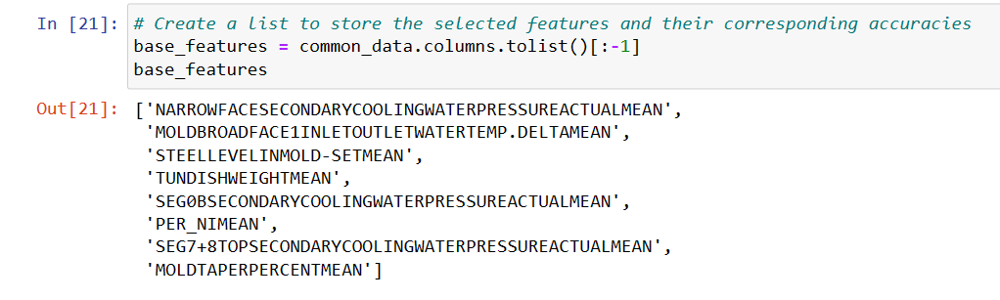 In [21]: # Create a list to store the selected features and their corresponding accuracies
base_features = common_data.columns.tolist()[:-1]
base_features
Out[21]: ['NARROWFACESECONDARYCOOLINGWATERPRESSUREACTUALMEAN',
'MOLDBROADFACE1INLETOUTLETWATERTEMP.DELTAMEAN',
'STEELLEVELINMOLD-SETMEAN',
'TUNDISHWEIGHTMEAN',
'SEG0BSECONDARYCOOLINGWATERPRESSUREACTUALMEAN',
'PER_NIMEAN',
'SEG7+8TOPSECONDARYCOOLINGWATERPRESSUREACTUALMEAN',
'MOLDTAPERPERCENTMEAN']